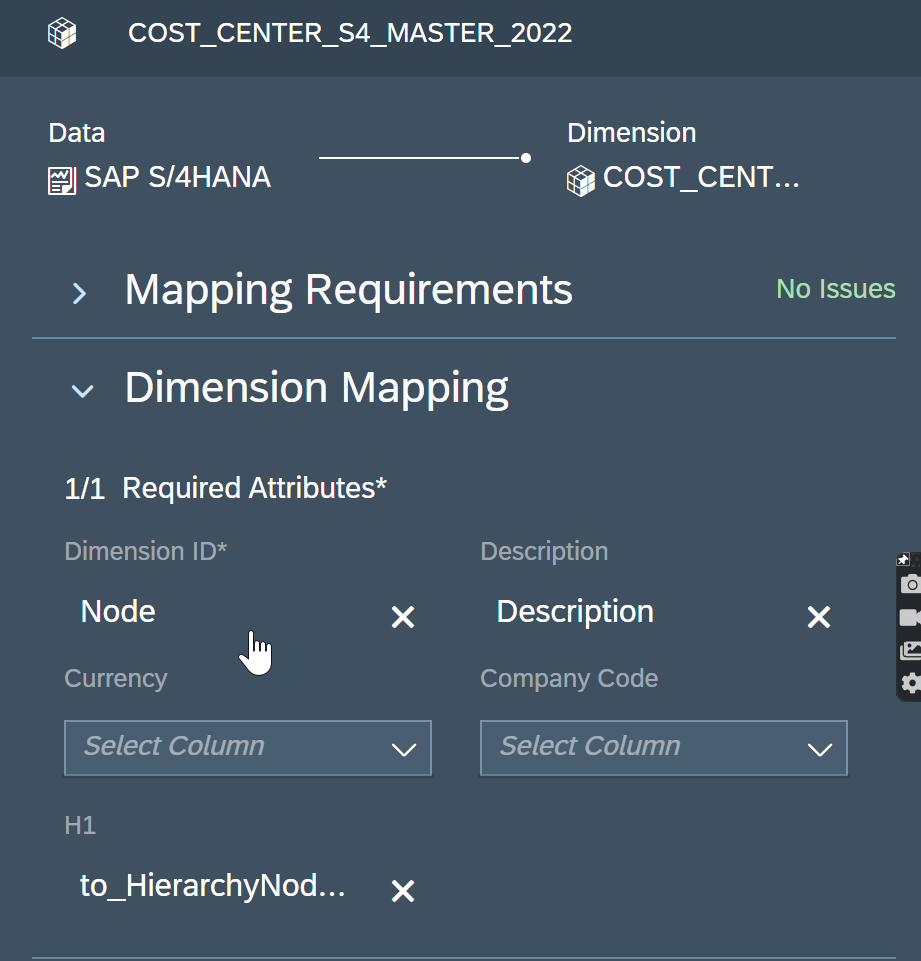 COST_CENTER_S4_MASTER_2022
Data
Dimension
SAP S/4HANA
COST_CENT...
Mapping Requirements
No Issues
Dimension Mapping
1/1 Required Attributes*
Dimension ID*
Description
Node
Description
Currency
Company Code
Select Column
Select Column
H1
to_HierarchyNod...